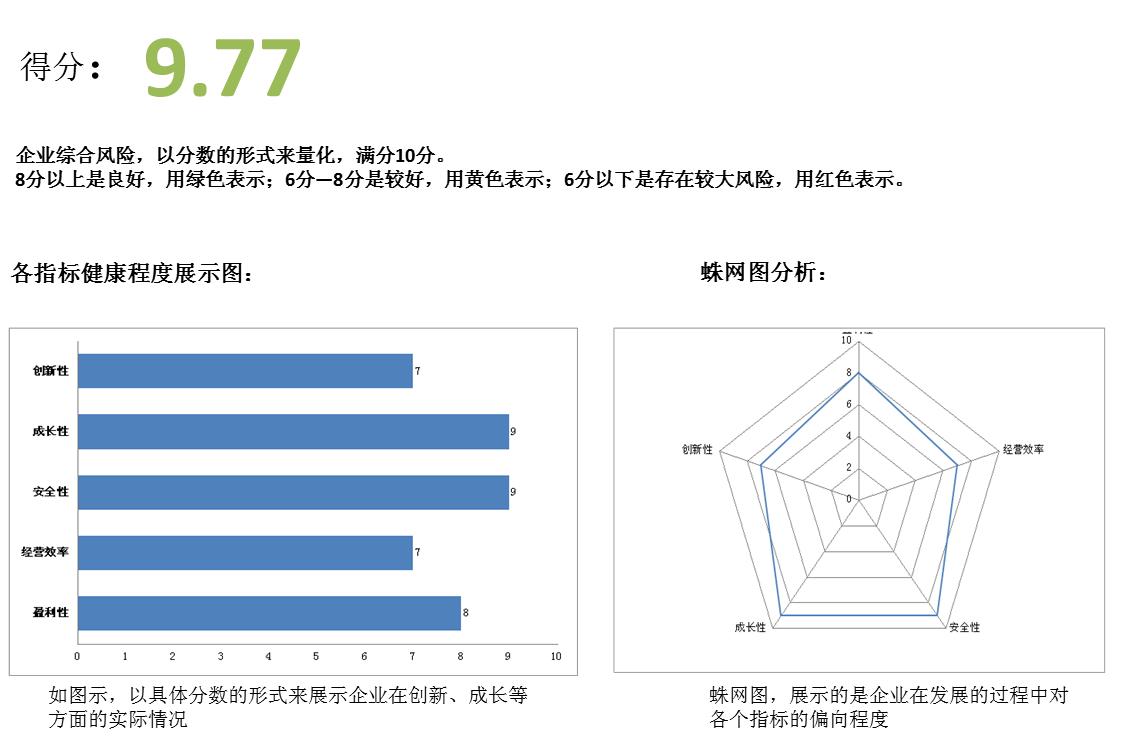 得分： 9.77
企业综合风险，以分数的形式来量化，满分10分。
8分以上是良好，用绿色表示；6分—8分是较好，用黄色表示；6分以下是存在较大风险，用红色表示。
各指标健康程度展示图：
创新性 7
成长性 9
安全性 9
经营效率 7
盈利性 8
0 1 2 3 4 5 6 7 8 9 10
如图示，以具体分数的形式来展示企业在创新、成长等
方面的实际情况
蛛网图分析：
10
8
6
4
2
0
创新性
经营效率
成长性
安全性
蛛网图，展示的是企业在发展的过程中对
各个指标的偏向程度